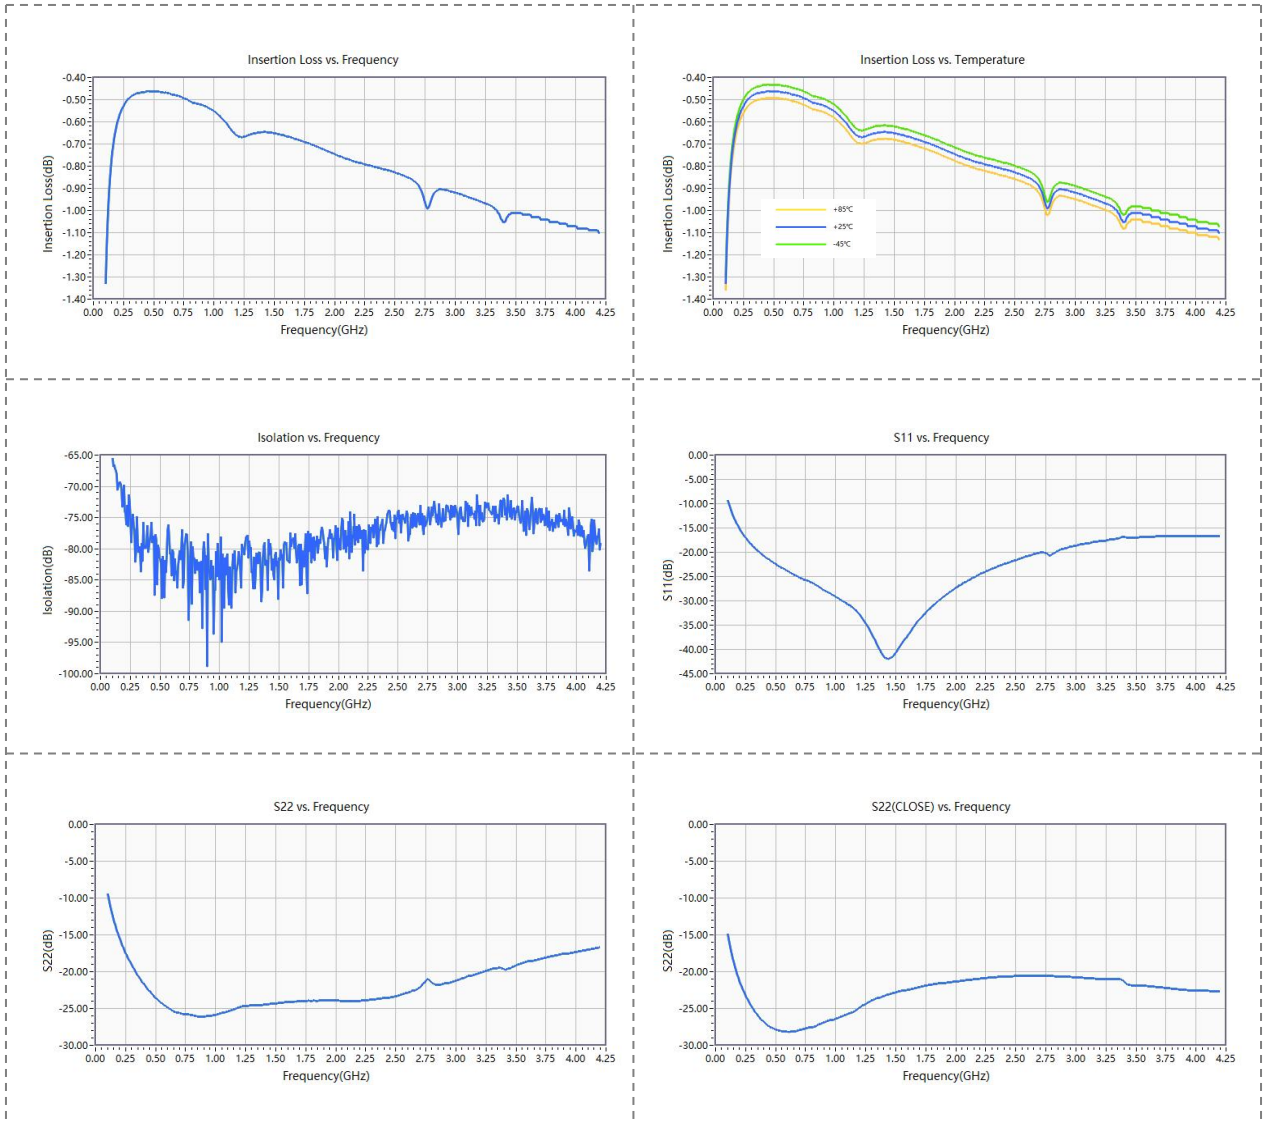 Insertion Loss vs. Frequency
-0.40
-0.50
-0.60
-0.70
-0.80
-0.90
-1.00
-1.10
-1.20
-1.30
-1.40
Insertion Loss(dB)
0.00 0.25 0.50 0.75 1.00 1.25 1.50 1.75 2.00 2.25 2.50 2.75 3.00 3.25 3.50 3.75 4.00 4.25
Frequency(GHz)
Insertion Loss vs. Temperature
-0.40
-0.50
-0.60
-0.70
-0.80
-0.90
-1.00
-1.10
-1.20
-1.30
-1.40
Insertion Loss(dB)
+85℃
+25℃
-45℃
0.00 0.25 0.50 0.75 1.00 1.25 1.50 1.75 2.00 2.25 2.50 2.75 3.00 3.25 3.50 3.75 4.00 4.25
Frequency(GHz)
Isolation vs. Frequency
-65.00
-70.00
-75.00
-80.00
-85.00
-90.00
-95.00
-100.00
Isolation(dB)
0.00 0.25 0.50 0.75 1.00 1.25 1.50 1.75 2.00 2.25 2.50 2.75 3.00 3.25 3.50 3.75 4.00 4.25
Frequency(GHz)
S11 vs. Frequency
0.00
-5.00
-10.00
-15.00
-20.00
-25.00
-30.00
-35.00
-40.00
-45.00
S11(dB)
0.00 0.25 0.50 0.75 1.00 1.25 1.50 1.75 2.00 2.25 2.50 2.75 3.00 3.25 3.50 3.75 4.00 4.25
Frequency(GHz)
S22 vs. Frequency
0.00
-5.00
-10.00
-15.00
-20.00
-25.00
-30.00
S22(dB)
0.00 0.25 0.50 0.75 1.00 1.25 1.50 1.75 2.00 2.25 2.50 2.75 3.00 3.25 3.50 3.75 4.00 4.25
Frequency(GHz)
S22(CLOSE) vs. Frequency
0.00
-5.00
-10.00
-15.00
-20.00
-25.00
-30.00
S22(dB)
0.00 0.25 0.50 0.75 1.00 1.25 1.50 1.75 2.00 2.25 2.50 2.75 3.00 3.25 3.50 3.75 4.00 4.25
Frequency(GHz)